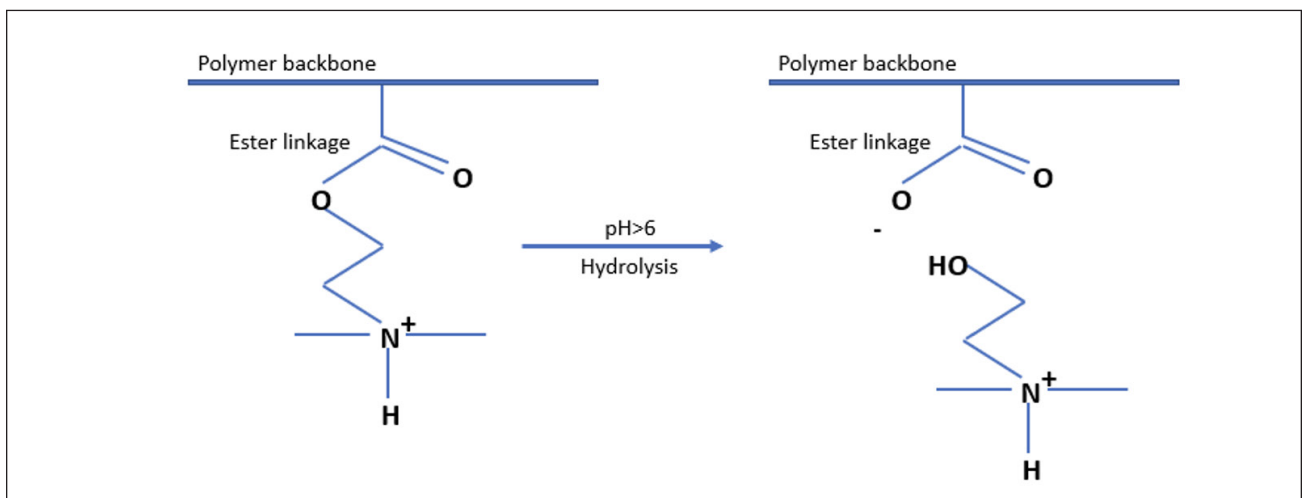 Polymer backbone
Ester linkage
O
O
N+
H
pH>6
Hydrolysis
Polymer backbone
Ester linkage
O
O
-
HO
N+
H